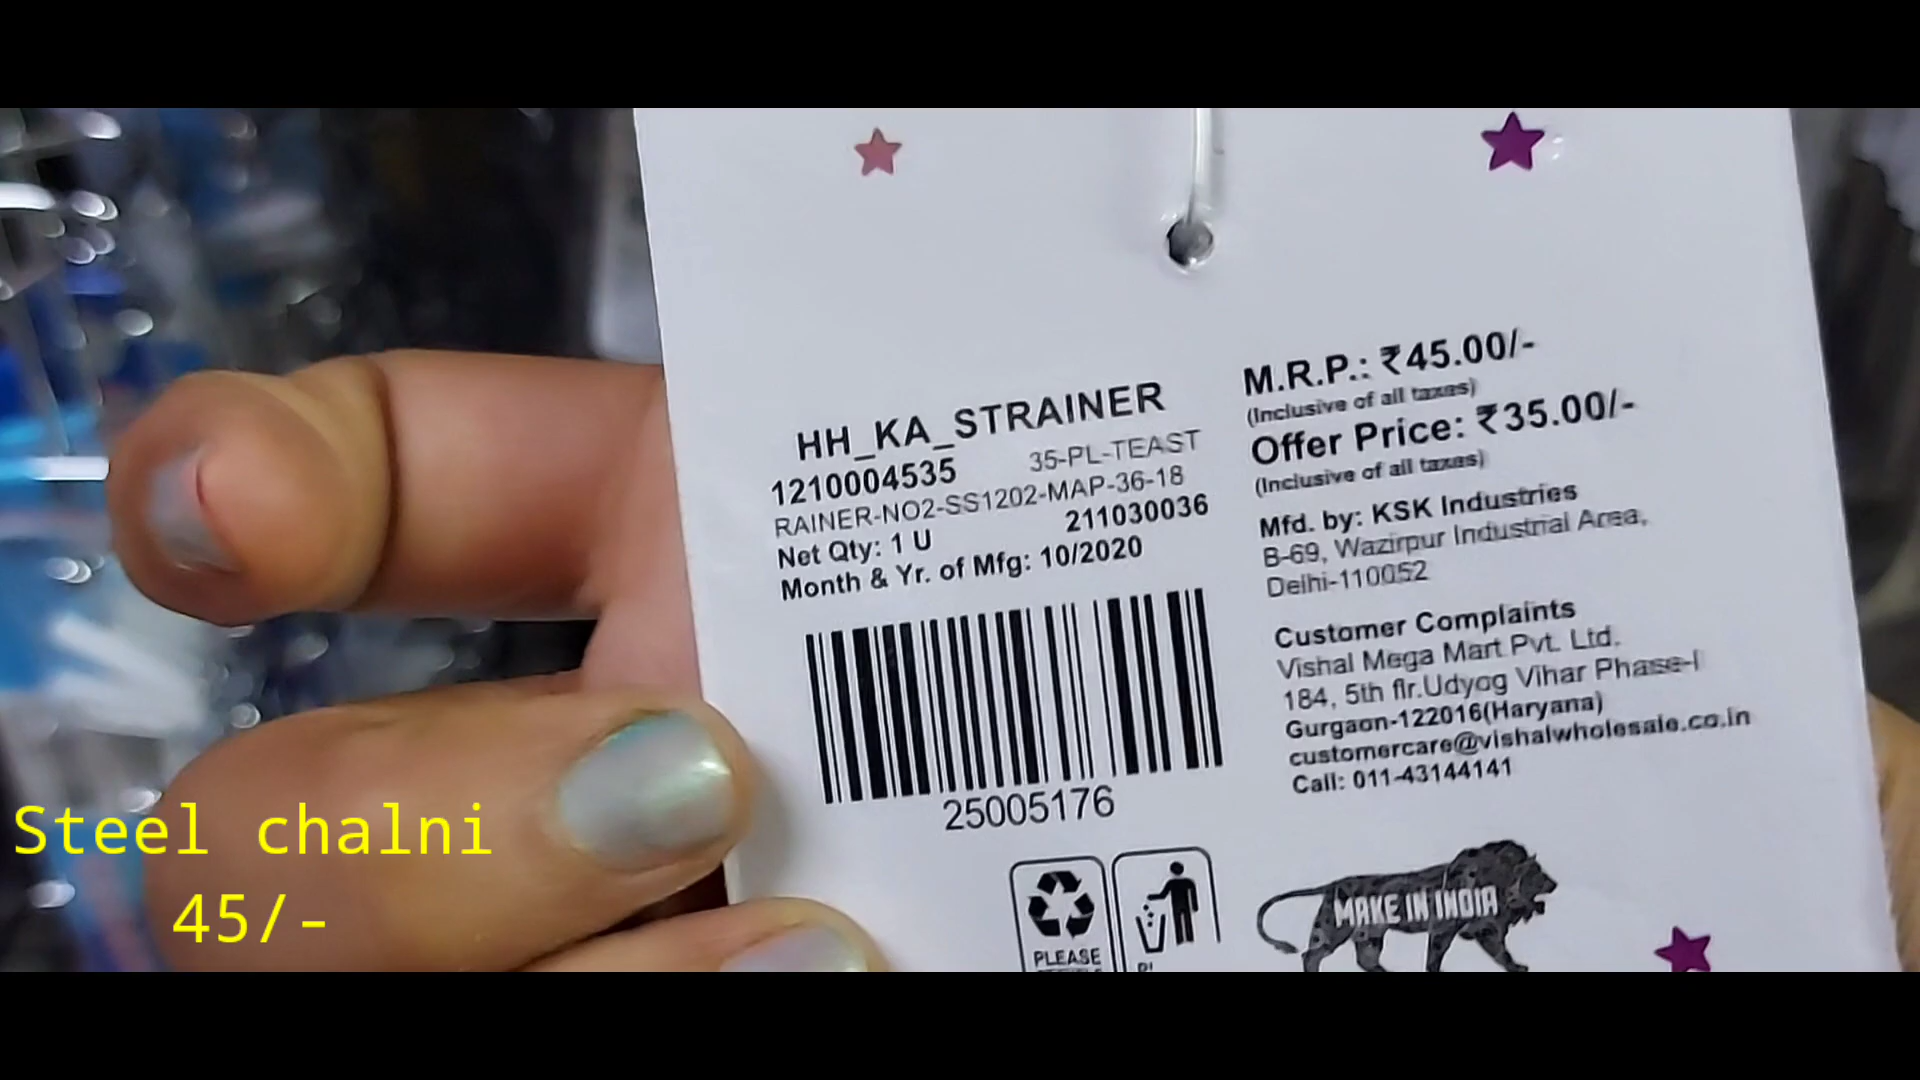 HH_KA_STRAINER
1210004535 35-PL-TEAST
RAINER-NO2-SS1202-MAP-36-18
211030036
Net Qty: 1 U
Month & Yr. of Mfg: 10/2020
25005176
M.R.P.: ₹45.00/-
(Inclusive of all taxes)
Offer Price: ₹35.00/-
(Inclusive of all taxes)
Mfd. by: KSK Industries
B-69, Wazirpur Industrial Area,
Delhi-110052
Customer Complaints
Vishal Mega Mart Pvt. Ltd.
184, 5th flr.Udyog Vihar Phase-I
Gurgaon-122016(Haryana)
customercare@vishalwholesale.co.in
Call: 011-43144141
PLEASE
MAKE IN INDIA
Steel chalni
45/-